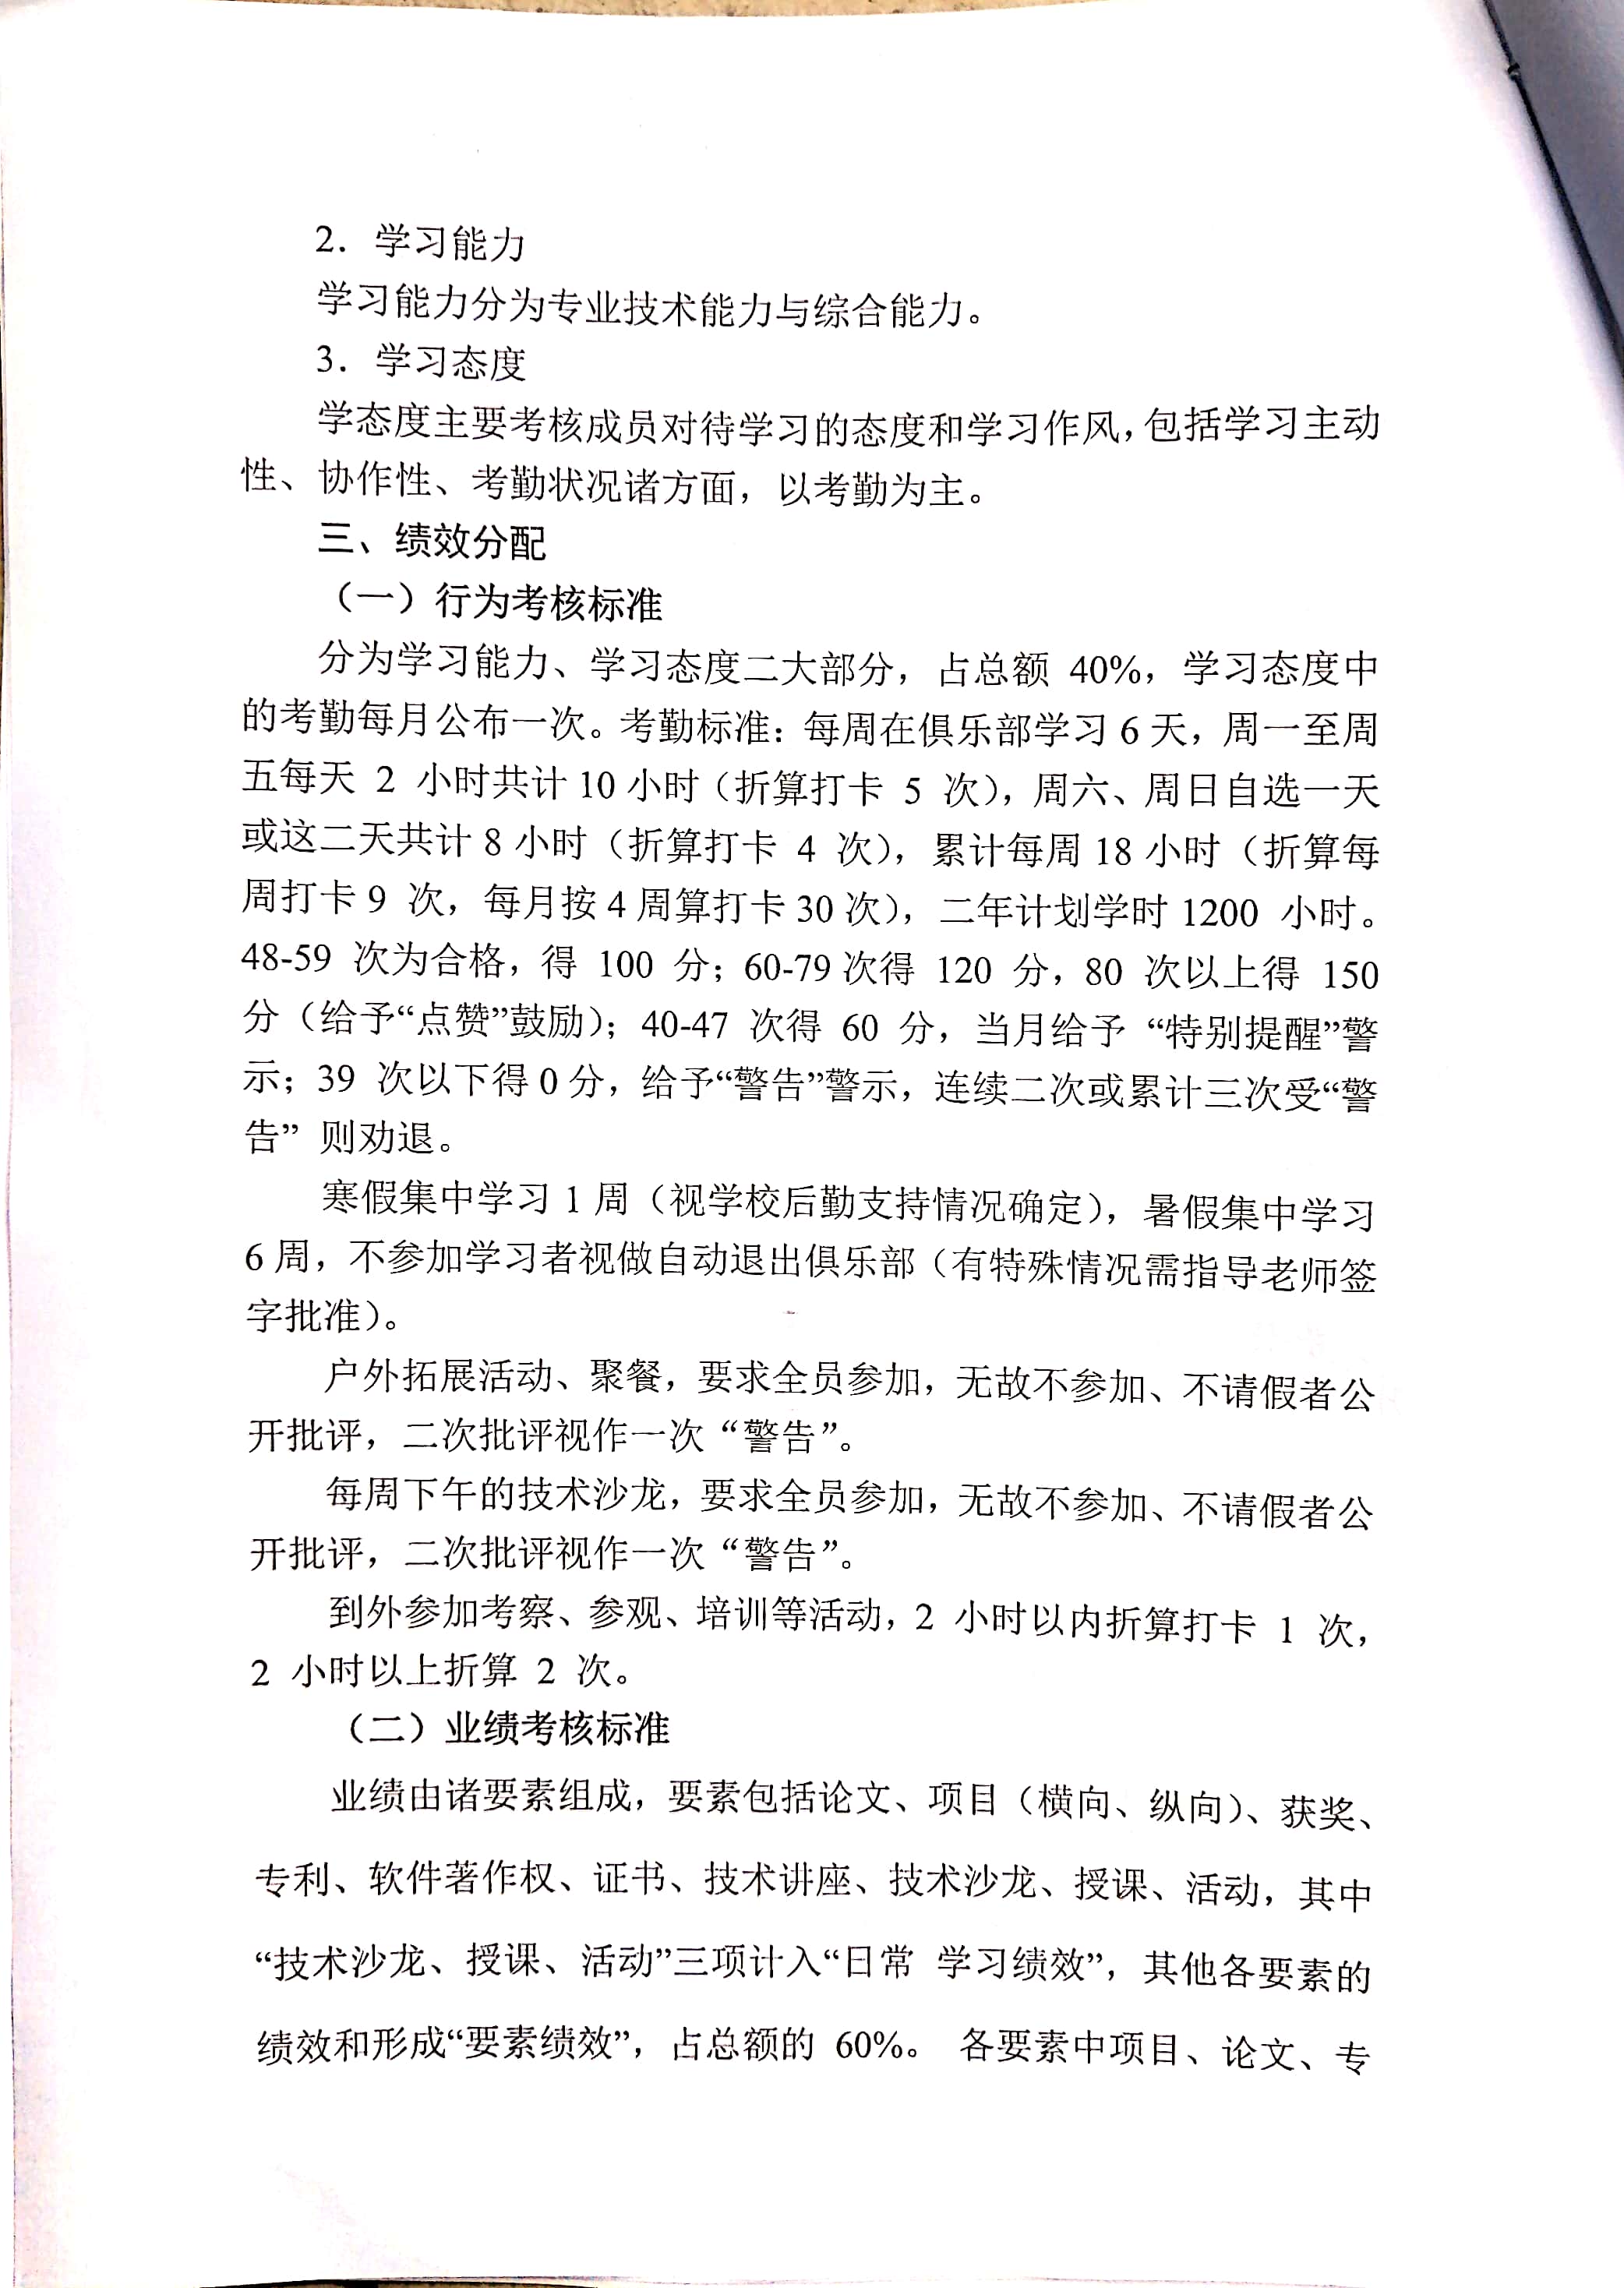 2. 学习能力
学习能力分为专业技术能力与综合能力。
3. 学习态度
学态度主要考核成员对待学习的态度和学习作风，包括学习主动
性、协作性、考勤状况诸方面，以考勤为主。
三、绩效分配
（一）行为考核标准
分为学习能力、学习态度二大部分，占总额 40%，学习态度中
的考勤每月公布一次。考勤标准：每周在俱乐部学习 6 天，周一至周
五每天 2 小时共计 10 小时（折算打卡 5 次），周六、周日自选一天
或这二天共计 8 小时（折算打卡 4 次），累计每周 18 小时（折算每
周打卡 9 次，每月按 4 周算打卡 30 次），二年计划学时 1200 小时。
48-59 次为合格，得 100 分；60-79 次得 120 分，80 次以上得 150
分（给予“点赞”鼓励）；40-47 次得 60 分，当月给予 “特别提醒”警
示；39 次以下得 0 分，给予“警告”警示，连续二次或累计三次受“警
告” 则劝退。
寒假集中学习 1 周（视学校后勤支持情况确定），暑假集中学习
6 周，不参加学习者视做自动退出俱乐部（有特殊情况需指导老师签
字批准）。
户外拓展活动、聚餐，要求全员参加，无故不参加、不请假者公
开批评，二次批评视作一次 “警告”。
每周下午的技术沙龙，要求全员参加，无故不参加、不请假者公
开批评，二次批评视作一次 “警告”。
到外参加考察、参观、培训等活动，2 小时以内折算打卡 1 次，
2 小时以上折算 2 次。
（二）业绩考核标准
业绩由诸要素组成，要素包括论文、项目（横向、纵向）、获奖、
专利、软件著作权、证书、技术讲座、技术沙龙、授课、活动，其中
“技术沙龙、授课、活动”三项计入“日常 学习绩效”，其他各要素的
绩效和形成“要素绩效”，占总额的 60%。 各要素中项目、论文、专